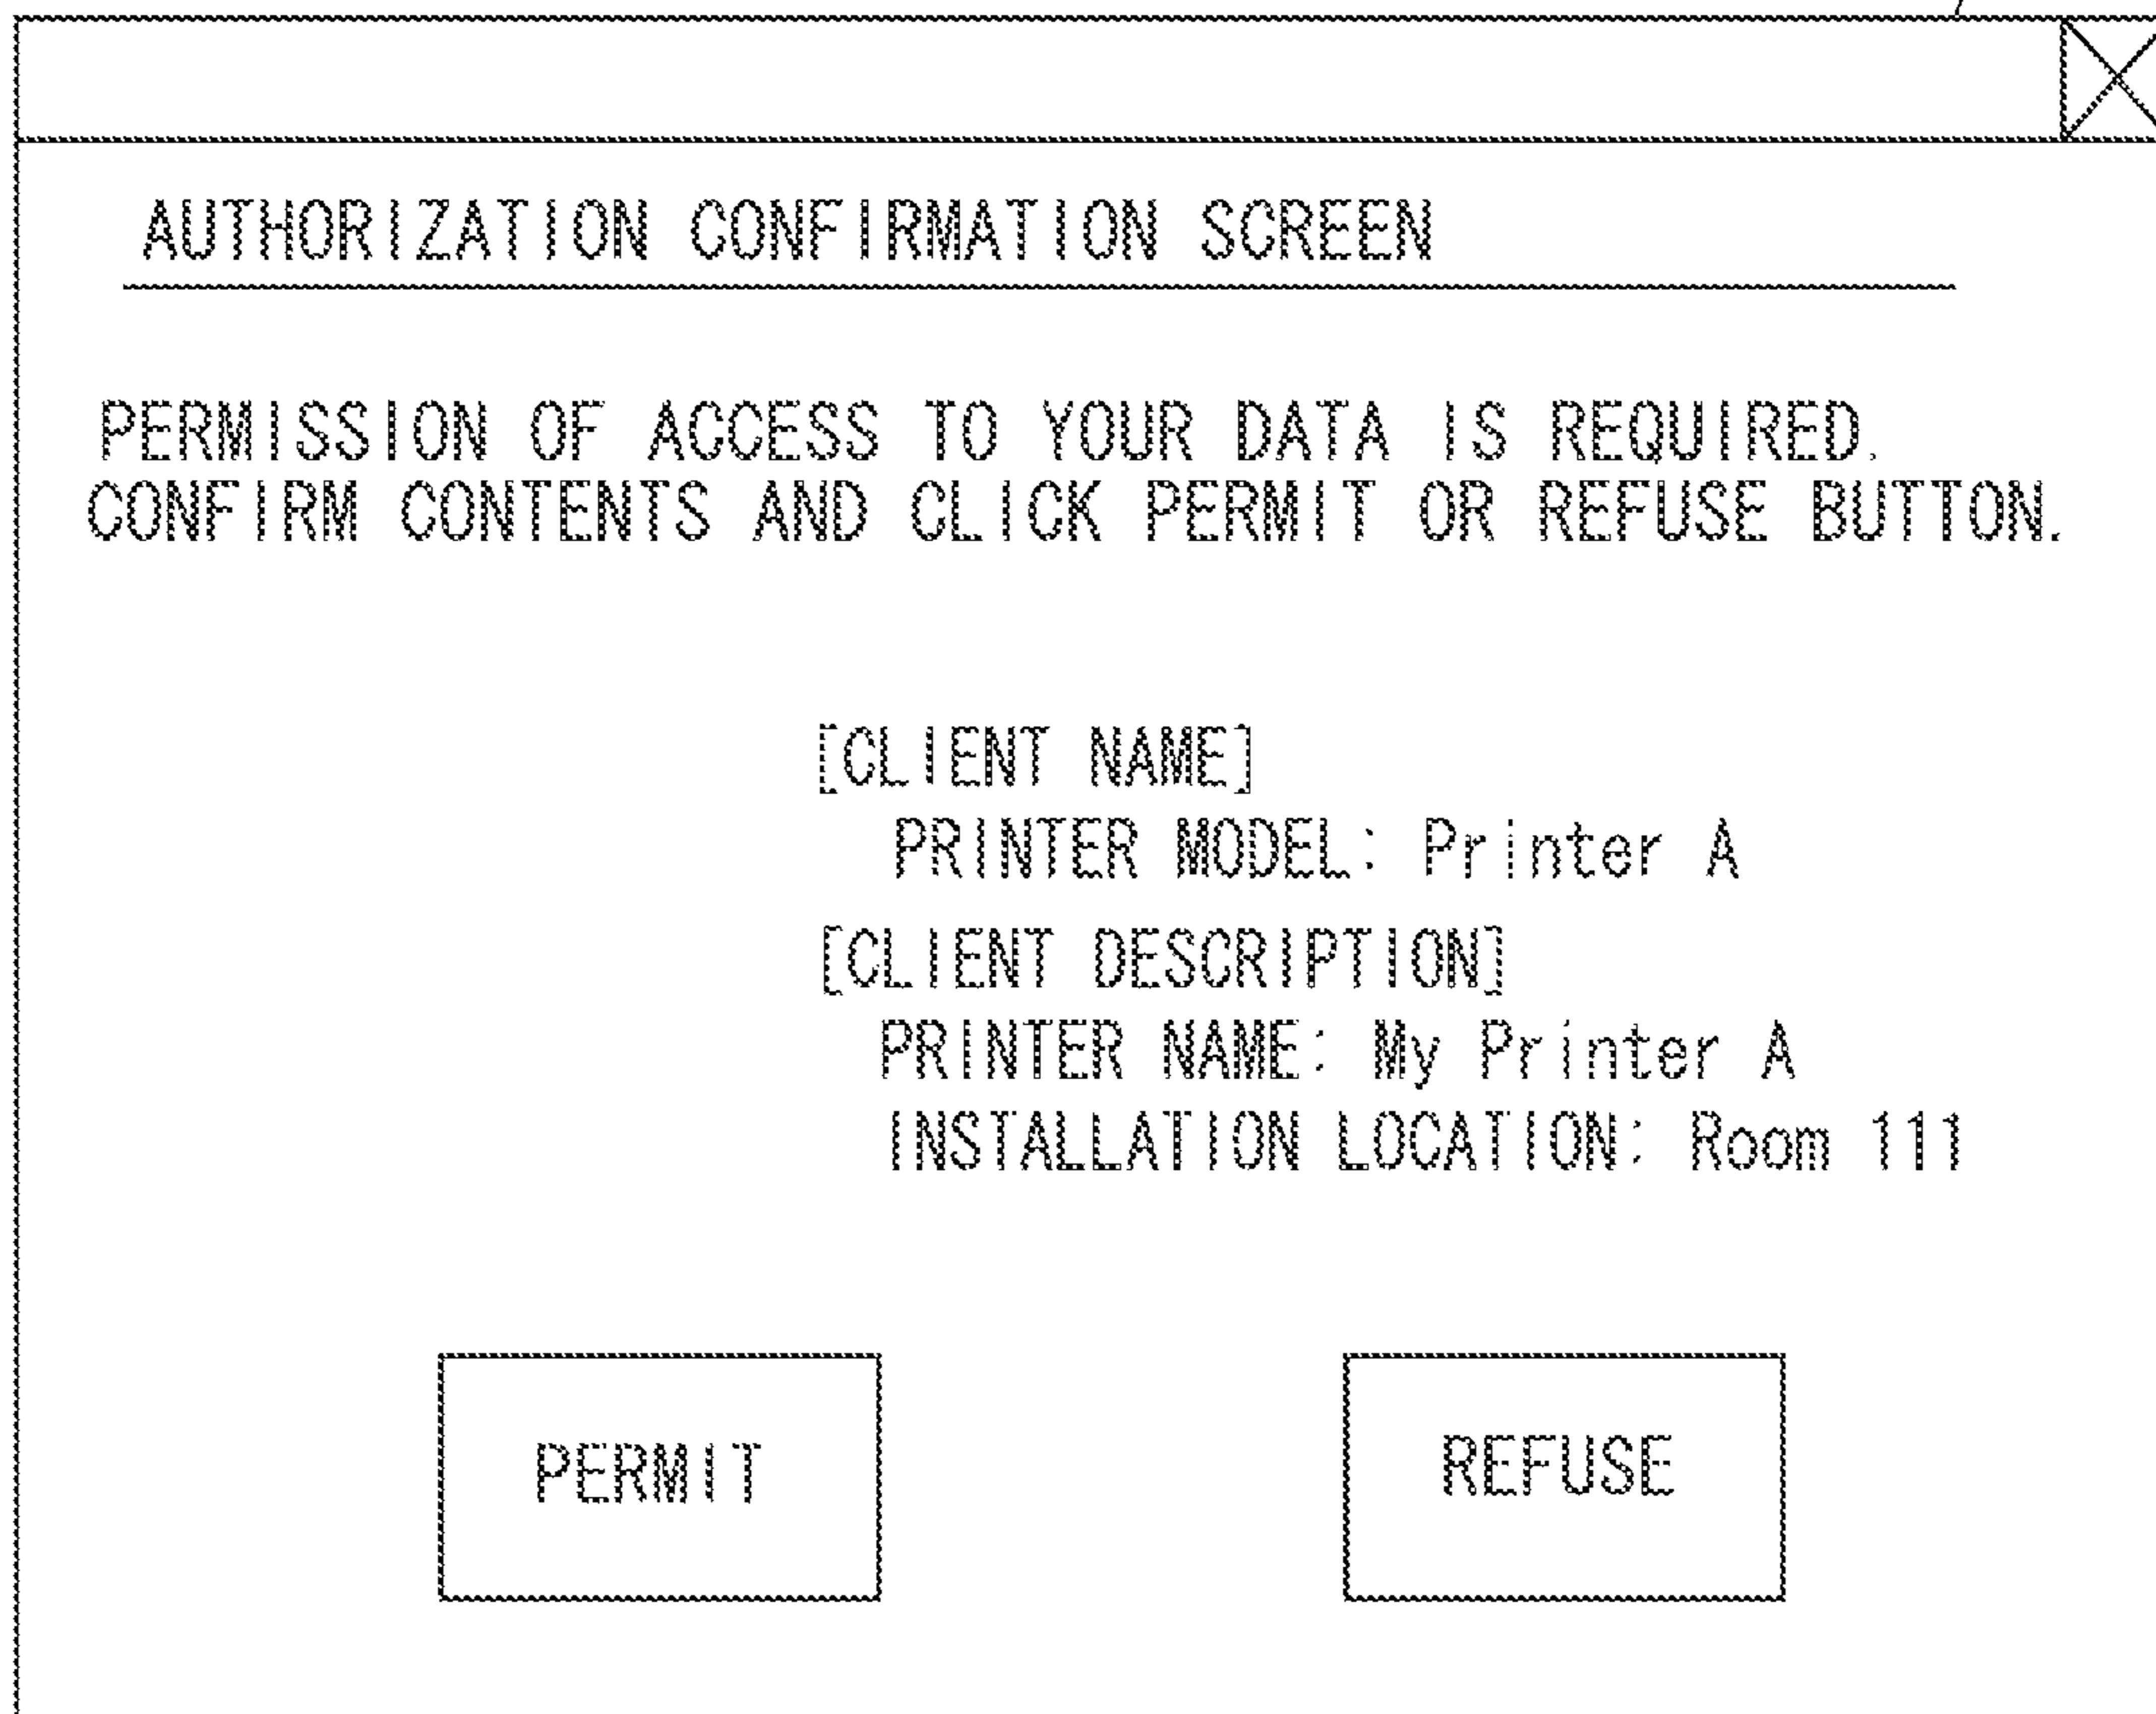 AUTHORIZATION CONFIRMATION SCREEN
PERMISSION OF ACCESS TO YOUR DATA IS REQUIRED.
CONFIRM CONTENTS AND CLICK PERMIT OR REFUSE BUTTON.
[CLIENT NAME]
PRINTER MODEL: Printer A
[CLIENT DESCRIPTION]
PRINTER NAME: My Printer A
INSTALLATION LOCATION: Room 111
PERMIT
REFUSE